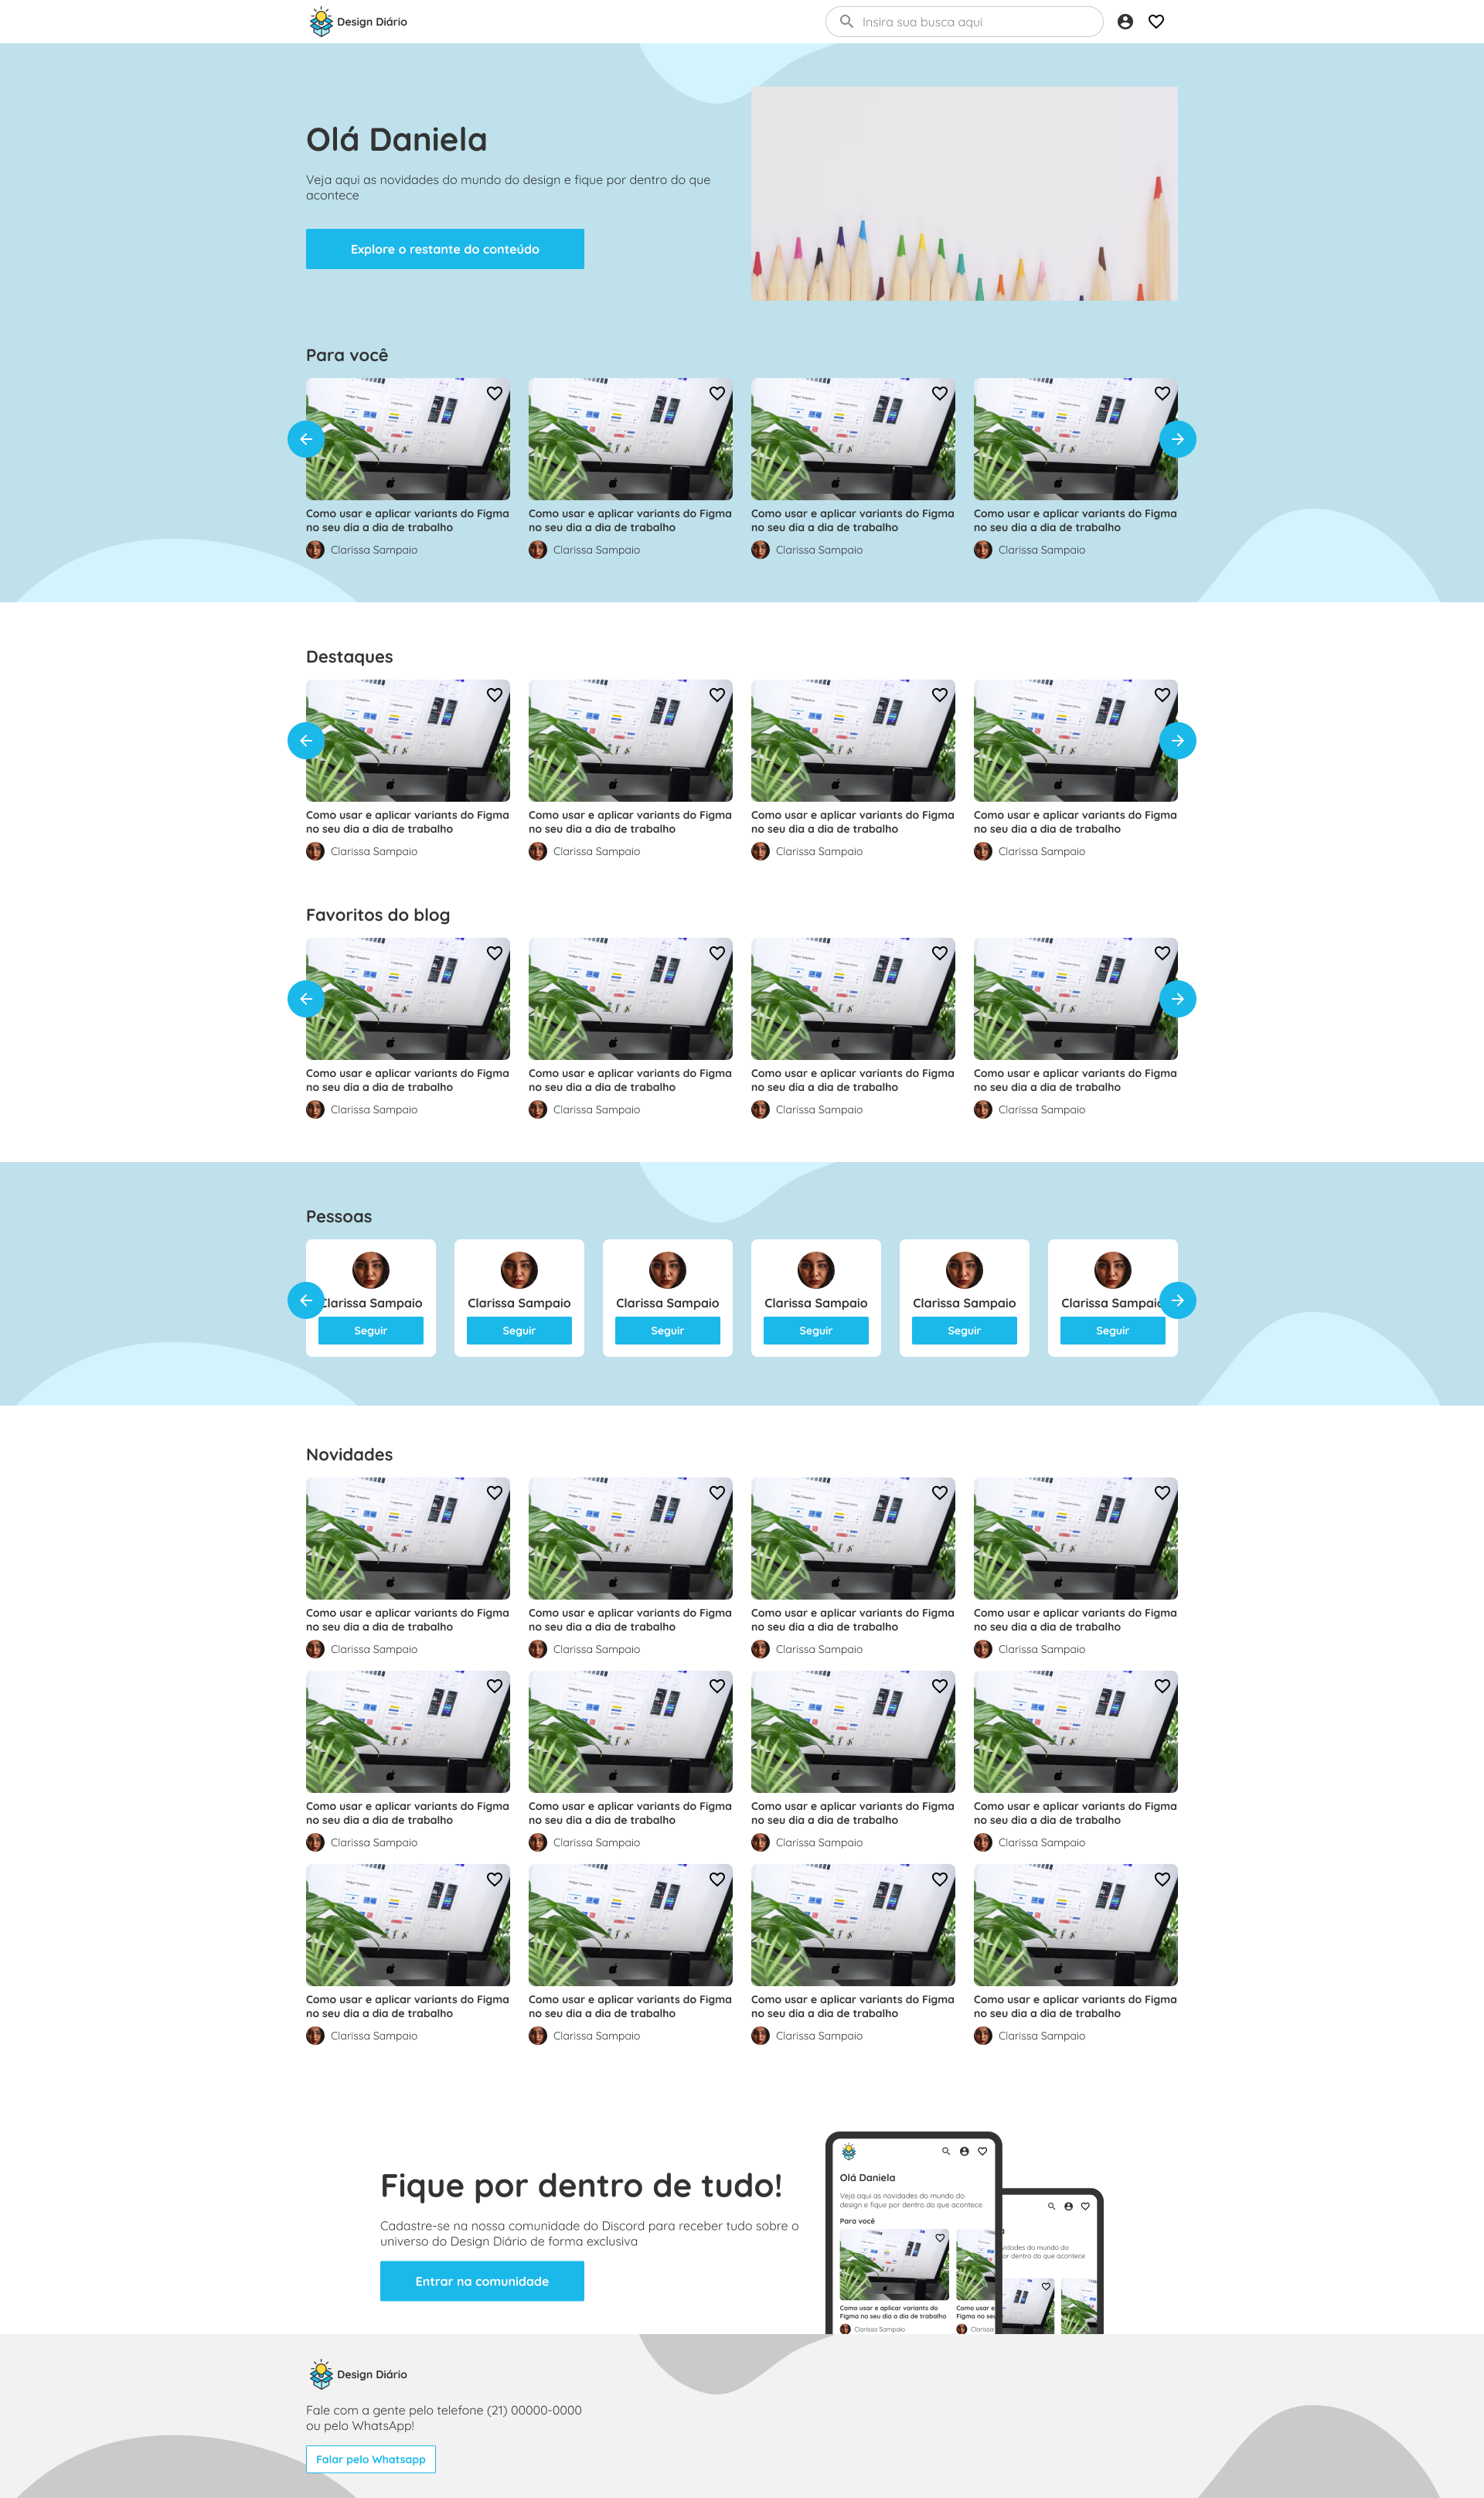 Design Diário
Insira sua busca aqui
Olá Daniela
Veja aqui as novidades do mundo do design e fique por dentro do que
acontece
Explore o restante do conteúdo
Para você
Como usar e aplicar variants do Figma
no seu dia a dia de trabalho
Clarissa Sampaio
Como usar e aplicar variants do Figma
no seu dia a dia de trabalho
Clarissa Sampaio
Como usar e aplicar variants do Figma
no seu dia a dia de trabalho
Clarissa Sampaio
Como usar e aplicar variants do Figma
no seu dia a dia de trabalho
Clarissa Sampaio
Destaques
Como usar e aplicar variants do Figma
no seu dia a dia de trabalho
Clarissa Sampaio
Como usar e aplicar variants do Figma
no seu dia a dia de trabalho
Clarissa Sampaio
Como usar e aplicar variants do Figma
no seu dia a dia de trabalho
Clarissa Sampaio
Como usar e aplicar variants do Figma
no seu dia a dia de trabalho
Clarissa Sampaio
Favoritos do blog
Como usar e aplicar variants do Figma
no seu dia a dia de trabalho
Clarissa Sampaio
Como usar e aplicar variants do Figma
no seu dia a dia de trabalho
Clarissa Sampaio
Como usar e aplicar variants do Figma
no seu dia a dia de trabalho
Clarissa Sampaio
Como usar e aplicar variants do Figma
no seu dia a dia de trabalho
Clarissa Sampaio
Pessoas
Clarissa Sampaio
Seguir
Clarissa Sampaio
Seguir
Clarissa Sampaio
Seguir
Clarissa Sampaio
Seguir
Clarissa Sampaio
Seguir
Clarissa Sampaio
Seguir
Novidades
Como usar e aplicar variants do Figma
no seu dia a dia de trabalho
Clarissa Sampaio
Como usar e aplicar variants do Figma
no seu dia a dia de trabalho
Clarissa Sampaio
Como usar e aplicar variants do Figma
no seu dia a dia de trabalho
Clarissa Sampaio
Como usar e aplicar variants do Figma
no seu dia a dia de trabalho
Clarissa Sampaio
Como usar e aplicar variants do Figma
no seu dia a dia de trabalho
Clarissa Sampaio
Como usar e aplicar variants do Figma
no seu dia a dia de trabalho
Clarissa Sampaio
Como usar e aplicar variants do Figma
no seu dia a dia de trabalho
Clarissa Sampaio
Como usar e aplicar variants do Figma
no seu dia a dia de trabalho
Clarissa Sampaio
Como usar e aplicar variants do Figma
no seu dia a dia de trabalho
Clarissa Sampaio
Como usar e aplicar variants do Figma
no seu dia a dia de trabalho
Clarissa Sampaio
Como usar e aplicar variants do Figma
no seu dia a dia de trabalho
Clarissa Sampaio
Como usar e aplicar variants do Figma
no seu dia a dia de trabalho
Clarissa Sampaio
Fique por dentro de tudo!
Cadastre-se na nossa comunidade do Discord para receber tudo sobre o
universo do Design Diário de forma exclusiva
Entrar na comunidade
Olá Daniela
Veja aqui as novidades do mundo do
design e fique por dentro do que acontece
Para você
Como usar e aplicar variants do
Figma no seu dia a dia de trabalho
Clarissa Sampaio
Como usar e
Figma no seu
Clarissa
do mundo do
or dentro do que acontece
Design Diário
Fale com a gente pelo telefone (21) 00000-0000
ou pelo WhatsApp!
Falar pelo Whatsapp